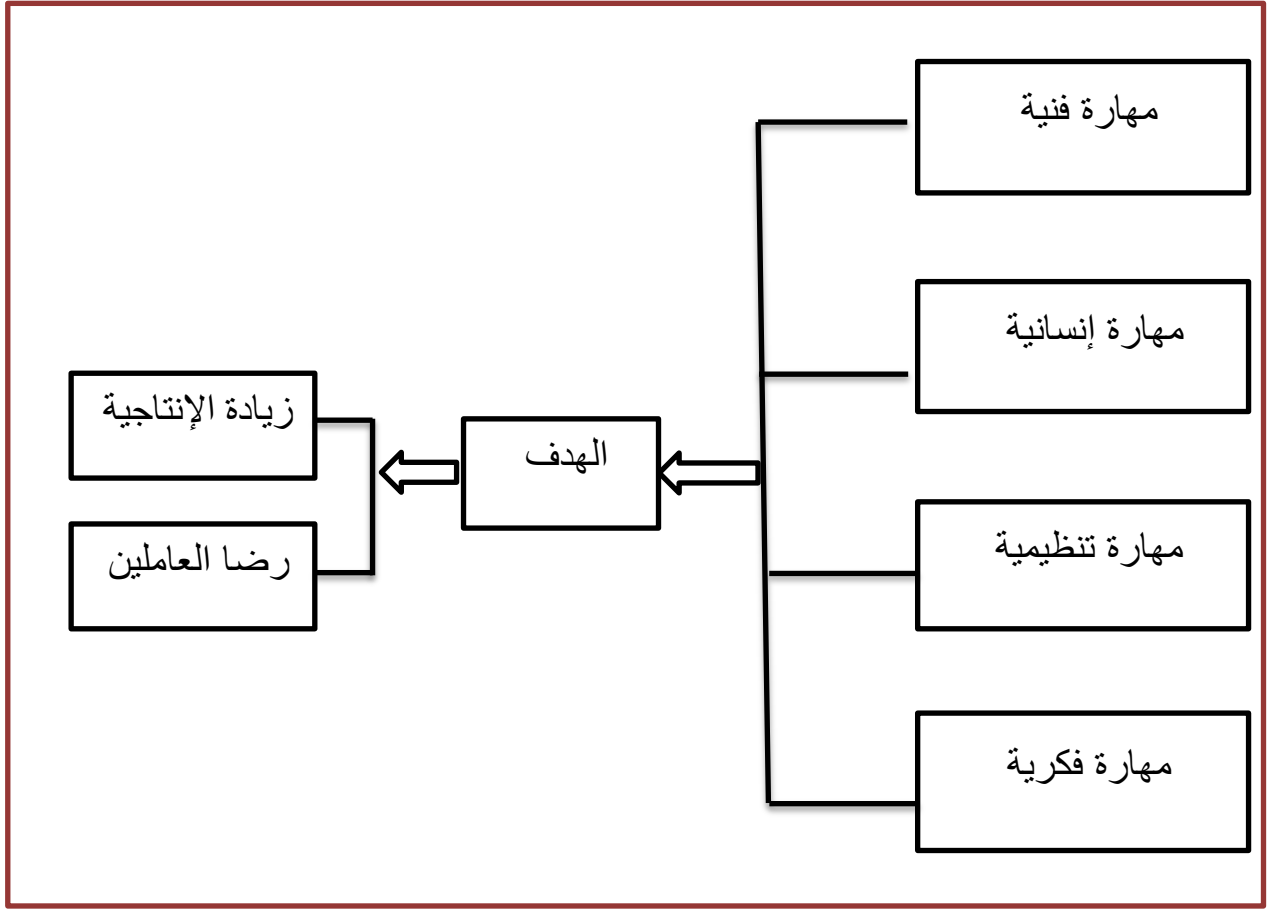 مهارة فنية
مهارة إنسانية
مهارة تنظيمية
مهارة فكرية
الهدف
زيادة الإنتاجية
رضا العاملين